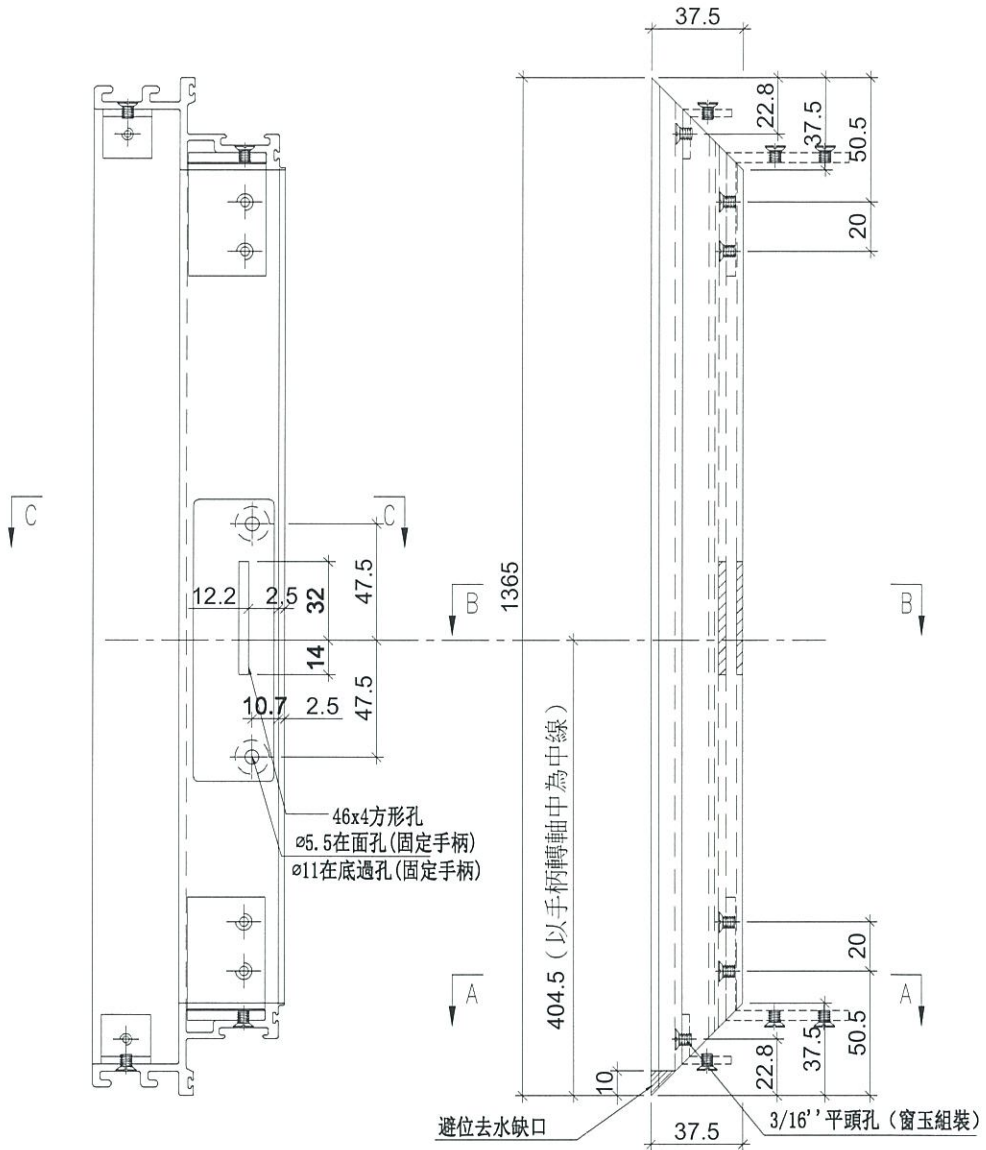 37.5
22.8
37.5
50.5
20
C
C
1365
B
B
12.2
2.5
32
47.5
14
47.5
10.7
2.5
404.5（以手柄轉軸中為中線）
46x4方形孔
ø5.5在面孔(固定手柄)
ø11在底過孔(固定手柄)
20
A
A
10
22.8
37.5
50.5
避位去水缺口
37.5
3/16''平頭孔（窗玉組裝）